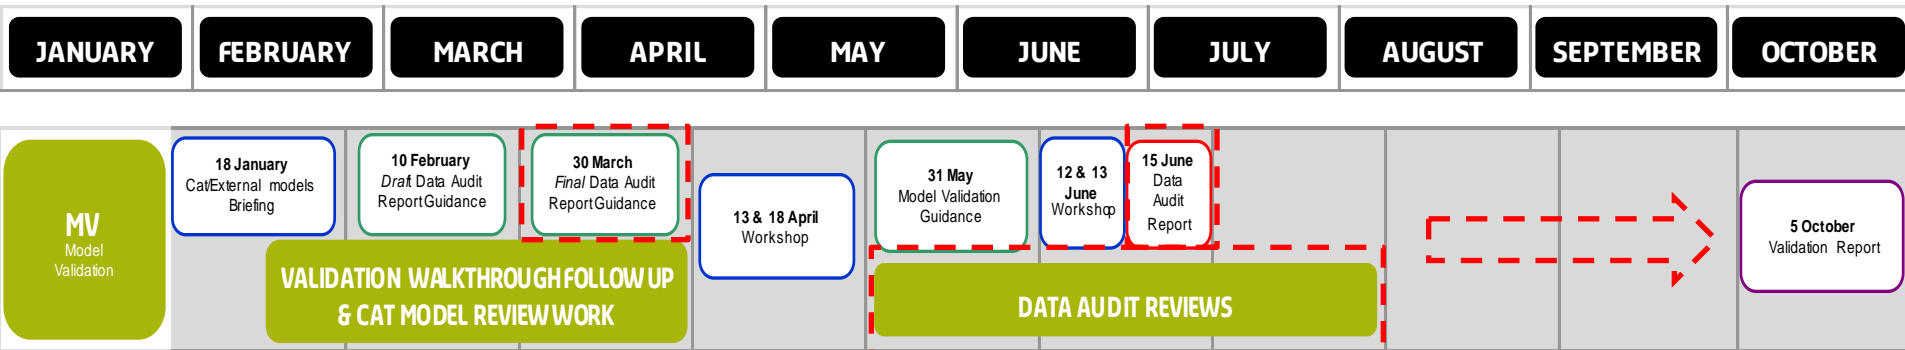 JANUARY
FEBRUARY
MARCH
APRIL
MAY
JUNE
JULY
AUGUST
SEPTEMBER
OCTOBER
MV
Model
Validation
18 January
Cat/External models
Briefing
10 February
Draft Data Audit
Report Guidance
30 March
Final Data Audit
Report Guidance
13 & 18 April
Workshop
31 May
Model Validation
Guidance
12 & 13
June
Workshop
15 June
Data
Audit
Report
5 October
Validation Report
VALIDATION WALKTHROUGH FOLLOW UP
& CAT MODEL REVIEW WORK
DATA AUDIT REVIEWS